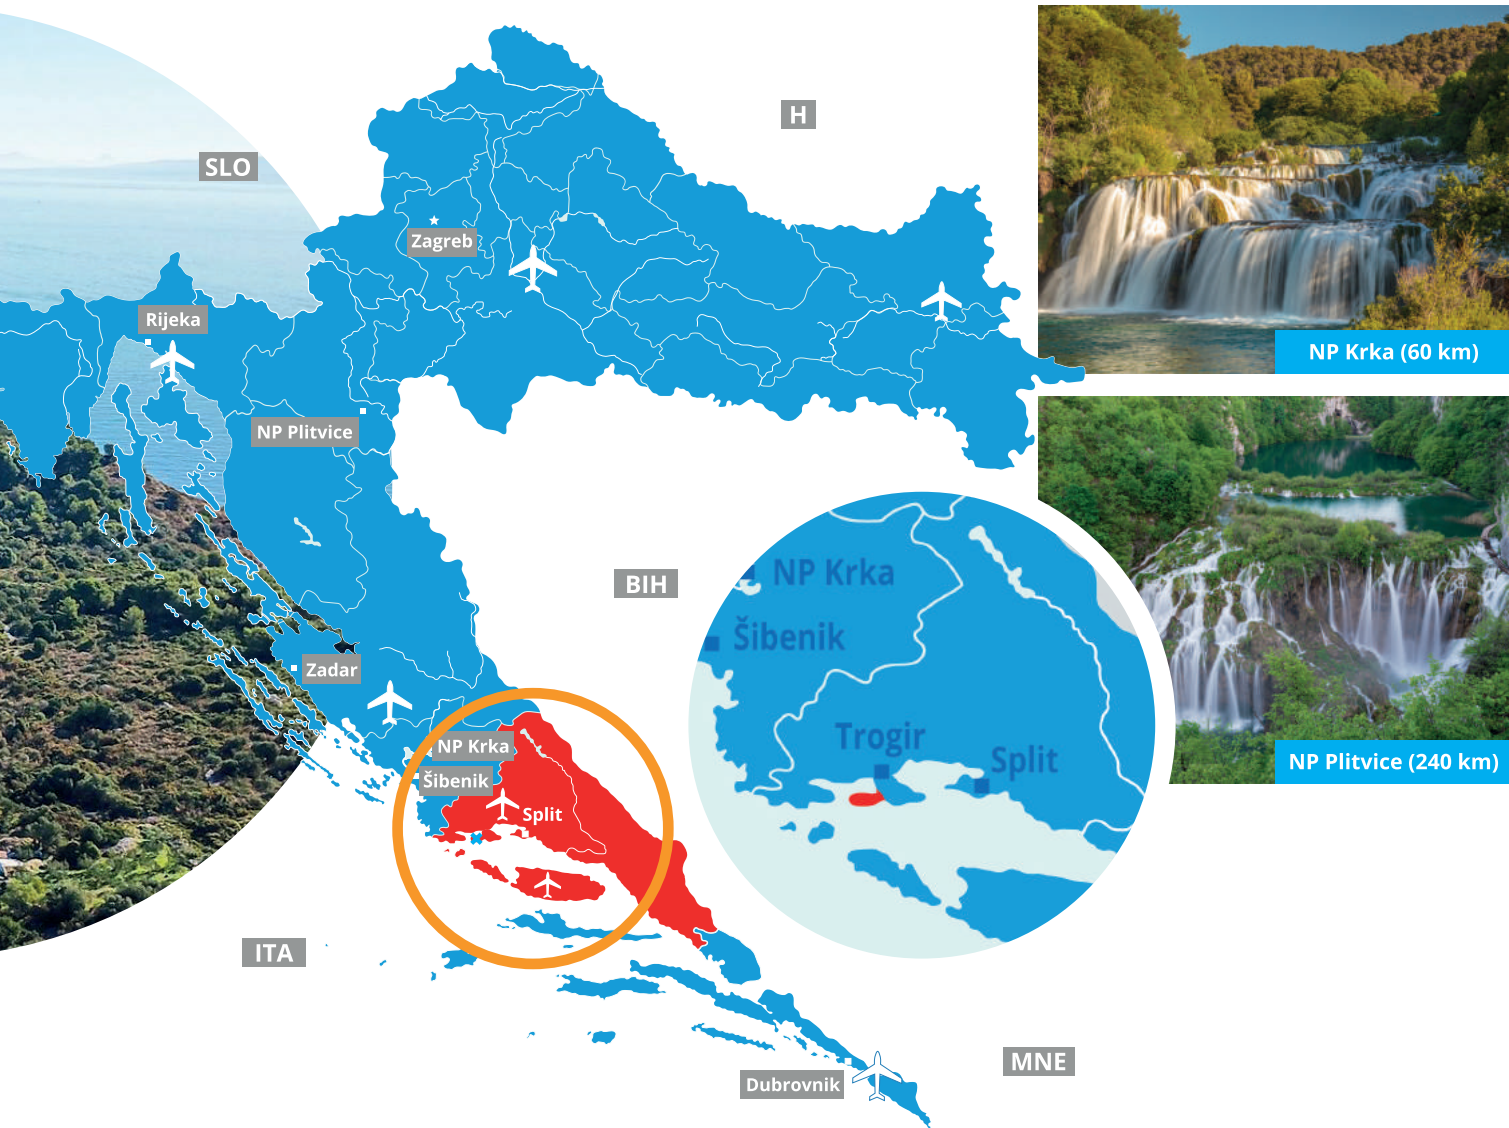 H
SLO
Zagreb
Rijeka
NP Krka (60 km)
NP Plitvice
BIH
NP Krka
Šibenik
Zadar
Trogir
Split
NP Krka
Šibenik
Split
NP Plitvice (240 km)
ITA
MNE
Dubrovnik